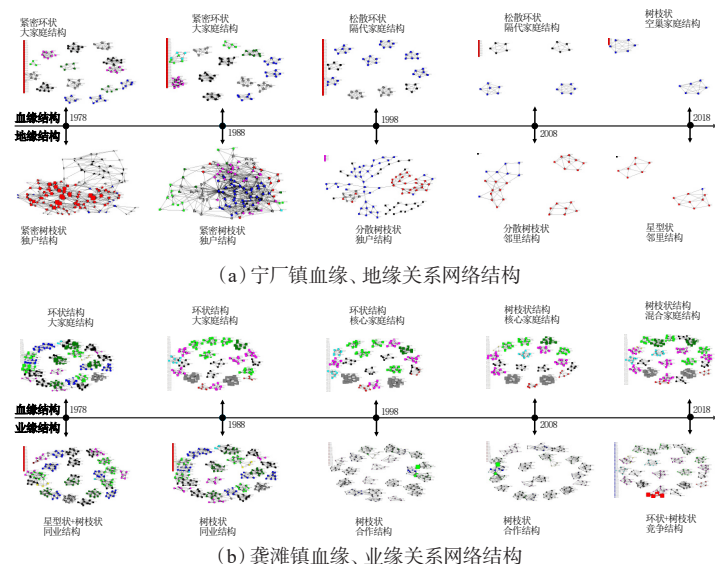 紧密环状
大家庭结构
紧密环状
大家庭结构
松散环状
隔代家庭结构
松散环状
隔代家庭结构
树枝状
空巢家庭结构
血缘结构
地缘结构
1978
1988
1998
2008
2018
紧密树枝状
独户结构
紧密树枝状
独户结构
分散树枝状
独户结构
分散树枝状
邻里结构
星型状
邻里结构
（a）宁厂镇血缘、地缘关系网络结构
环状结构
大家庭结构
环状结构
大家庭结构
环状结构
核心家庭结构
树枝状结构
核心家庭结构
树枝状结构
混合家庭结构
血缘结构
业缘结构
1978
1988
1998
2008
2018
星型状+树枝状
同业结构
树枝状
同业结构
树枝状
合作结构
树枝状
合作结构
环状+树枝状
竞争结构
（b）龚滩镇血缘、业缘关系网络结构